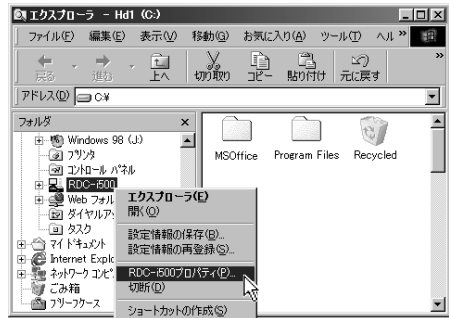 エクスプローラ - Hd1 (C:)
ファイル(F) 編集(E) 表示(V) 移動(G) お気に入り(A) ツール(T) ヘル »
戻る 進む 上へ 切り取り コピー 貼り付け 元に戻す »
アドレス(D) C:¥
フォルダ ×
Windows 98 (J:)
プリンタ
コントロール パネル
RDC-i500
Web フォル
ダイヤルア
タスク
マイ ドキュメント
Internet Explo
ネットワーク コンピ
ごみ箱
ブリーフケース
エクスプローラ(E)
開く(O)
設定情報の保存(B)...
設定情報の再登録(S)...
RDC-i500プロパティ(P)...
切断(D)
ショートカットの作成(S)
MSOffice Program Files Recycled